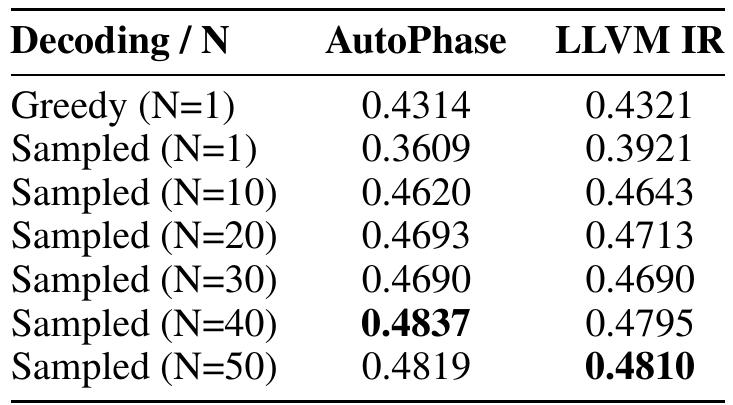 Decoding / N AutoPhase LLVM IR
Greedy (N=1) 0.4314 0.4321
Sampled (N=1) 0.3609 0.3921
Sampled (N=10) 0.4620 0.4643
Sampled (N=20) 0.4693 0.4713
Sampled (N=30) 0.4690 0.4690
Sampled (N=40) 0.4837 0.4795
Sampled (N=50) 0.4819 0.4810